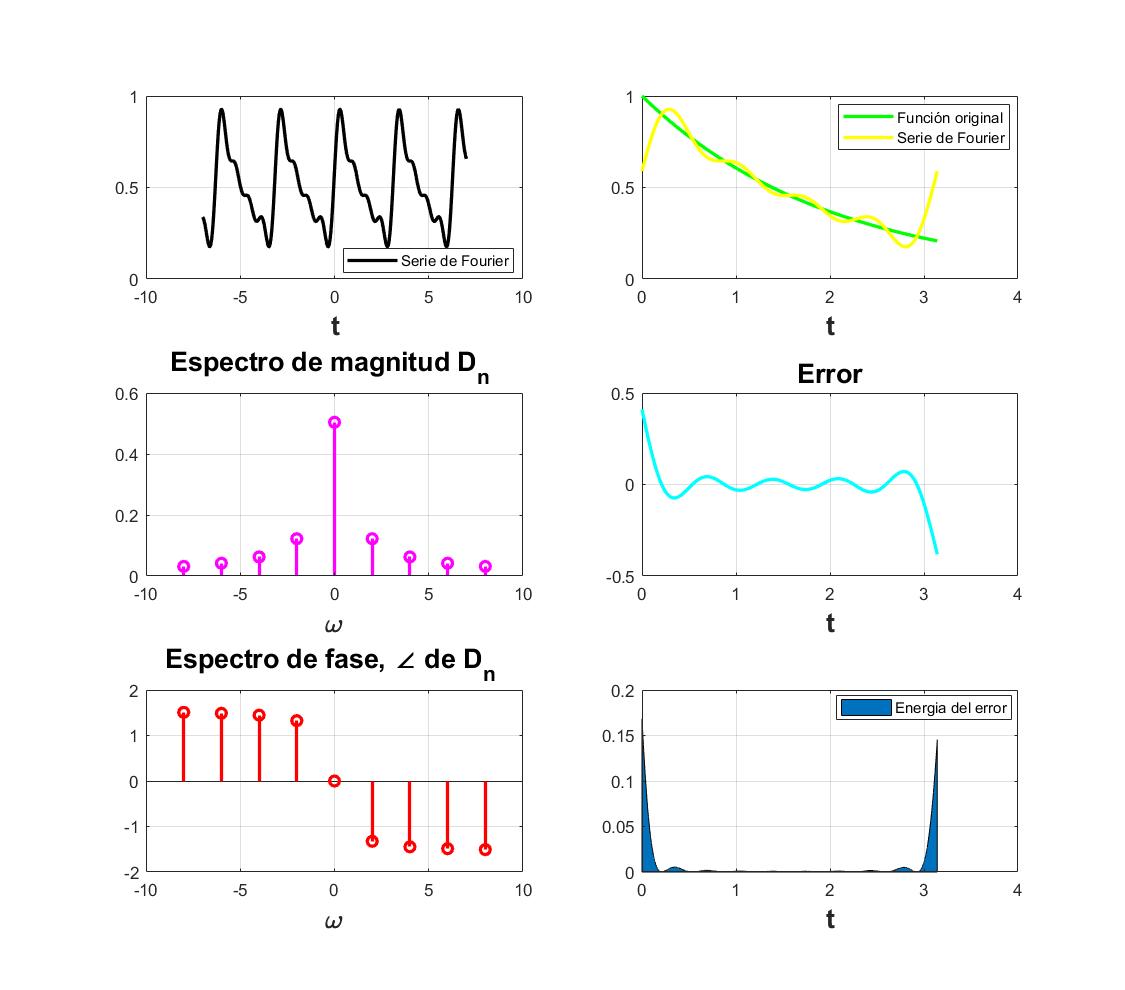 1
0.5
0
-10 -5 0 5 10
t
Serie de Fourier
1
0.5
0
0 1 2 3 4
t
Función original
Serie de Fourier
Espectro de magnitud Dn
0.6
0.4
0.2
0
-10 -5 0 5 10
ω
Error
0.5
0
-0.5
0 1 2 3 4
t
Espectro de fase, ∠ de Dn
2
1
0
-1
-2
-10 -5 0 5 10
ω
0.2
0.15
0.1
0.05
0
0 1 2 3 4
t
Energia del error